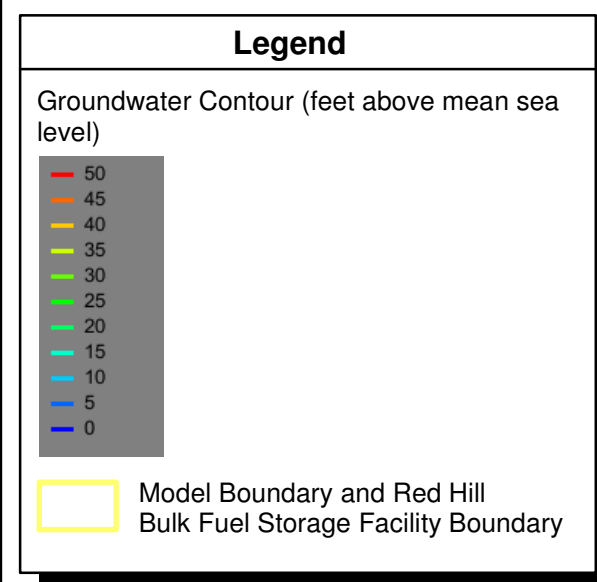 Legend
Groundwater Contour (feet above mean sea
level)
50
45
40
35
30
25
20
15
10
5
0
Model Boundary and Red Hill
Bulk Fuel Storage Facility Boundary